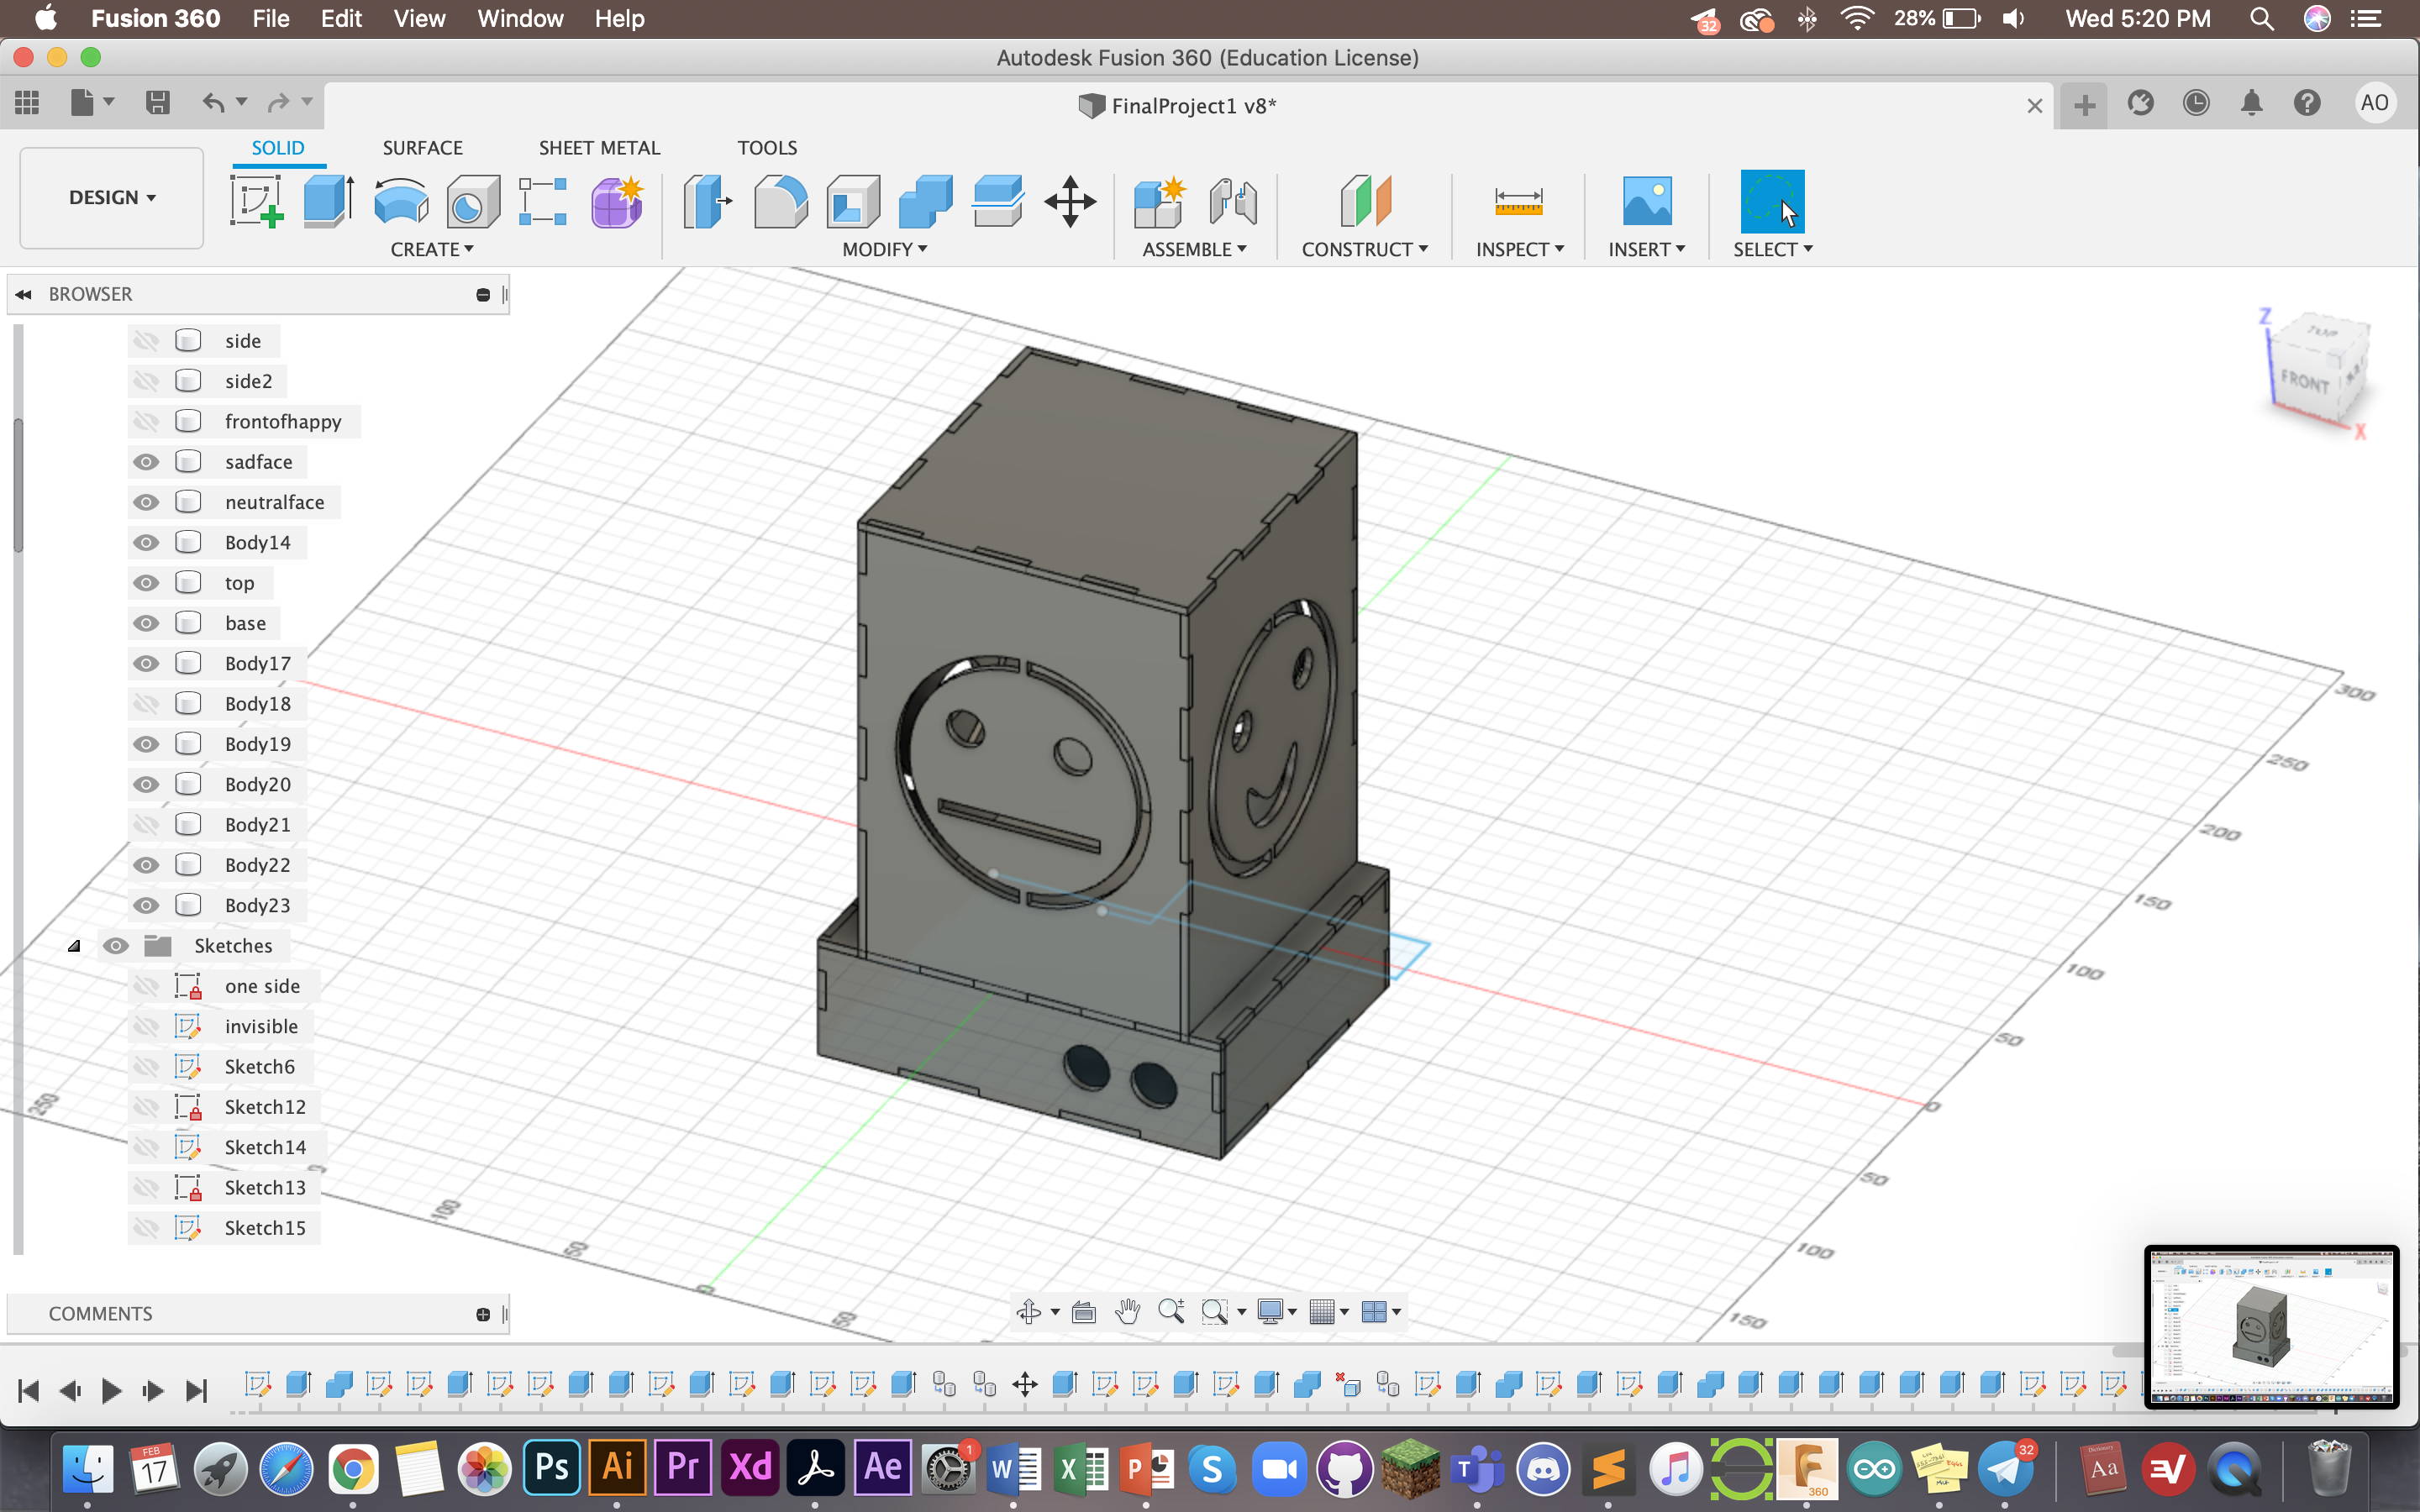 Fusion 360 File Edit View Window Help 32 28% Wed 5:20 PM
Autodesk Fusion 360 (Education License)
FinalProject1 v8* AO
SOLID SURFACE SHEET METAL TOOLS
DESIGN
CREATE MODIFY ASSEMBLE CONSTRUCT INSPECT INSERT SELECT
BROWSER
side
side2
frontofhappy
sadface
neutralface
Body14
top
base
Body17
Body18
Body19
Body20
Body21
Body22
Body23
Sketches
one side
invisible
Sketch6
Sketch12
Sketch14
Sketch13
Sketch15
Z
TOP
FRONT
X
300
250
200
150
100
50
0
50
100
150
250
100
50
0
50
COMMENTS
FEB
17
Ps Ai Pr Xd Ae 1 W X P S T F 360 32 Aa